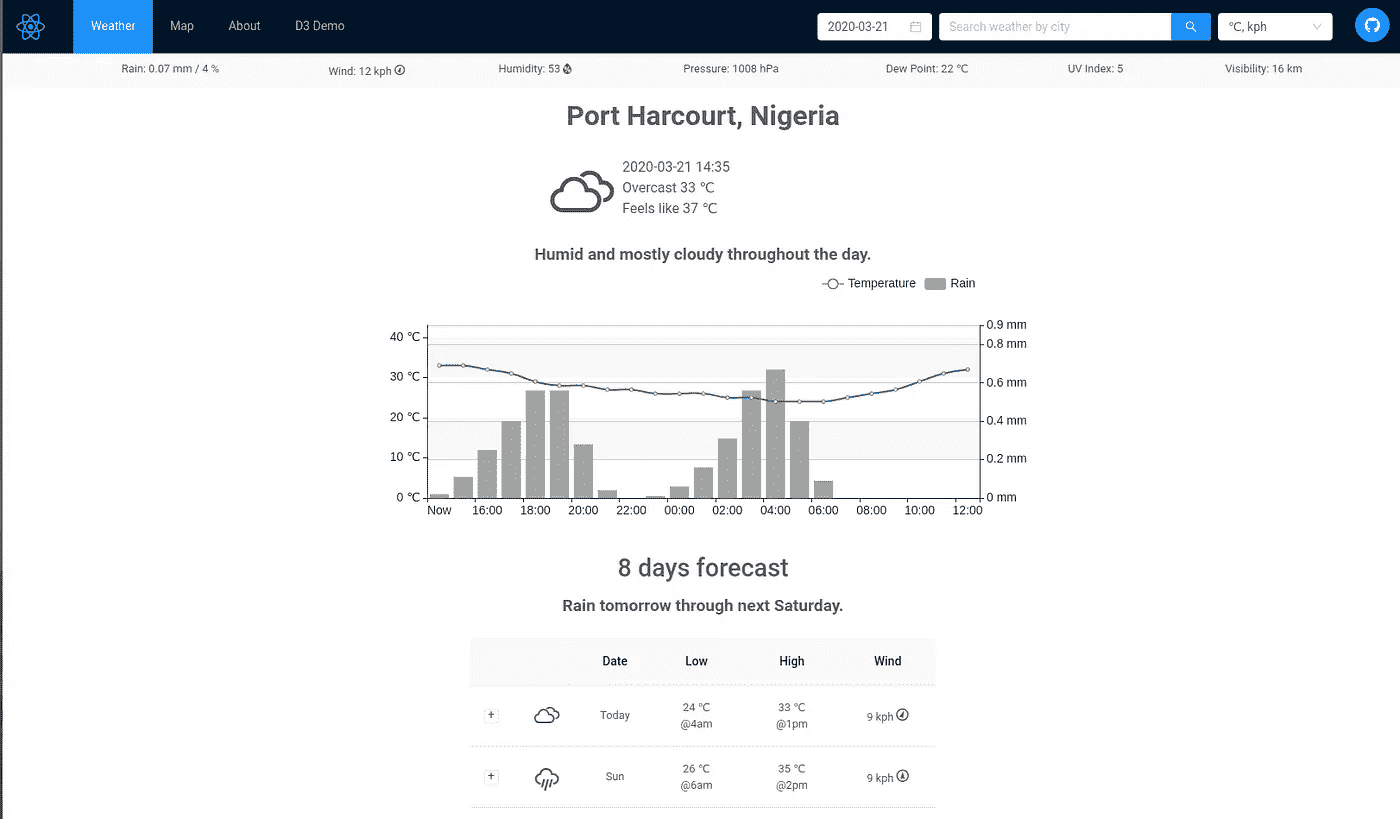 Weather Map About D3 Demo 2020-03-21 Search weather by city ℃, kph
Rain: 0.07 mm / 4 % Wind: 12 kph Humidity: 53 Pressure: 1008 hPa Dew Point: 22 ℃ UV Index: 5 Visibility: 16 km
Port Harcourt, Nigeria
2020-03-21 14:35
Overcast 33 ℃
Feels like 37 ℃
Humid and mostly cloudy throughout the day.
Temperature Rain
40 ℃ 0.9 mm
0.8 mm
30 ℃ 0.6 mm
20 ℃ 0.4 mm
10 ℃ 0.2 mm
0 ℃ 0 mm
Now 16:00 18:00 20:00 22:00 00:00 02:00 04:00 06:00 08:00 10:00 12:00
8 days forecast
Rain tomorrow through next Saturday.
Date Low High Wind
+ Today 24 ℃ 33 ℃ 9 kph
@4am @1pm
+ Sun 26 ℃ 35 ℃ 9 kph
@6am @2pm